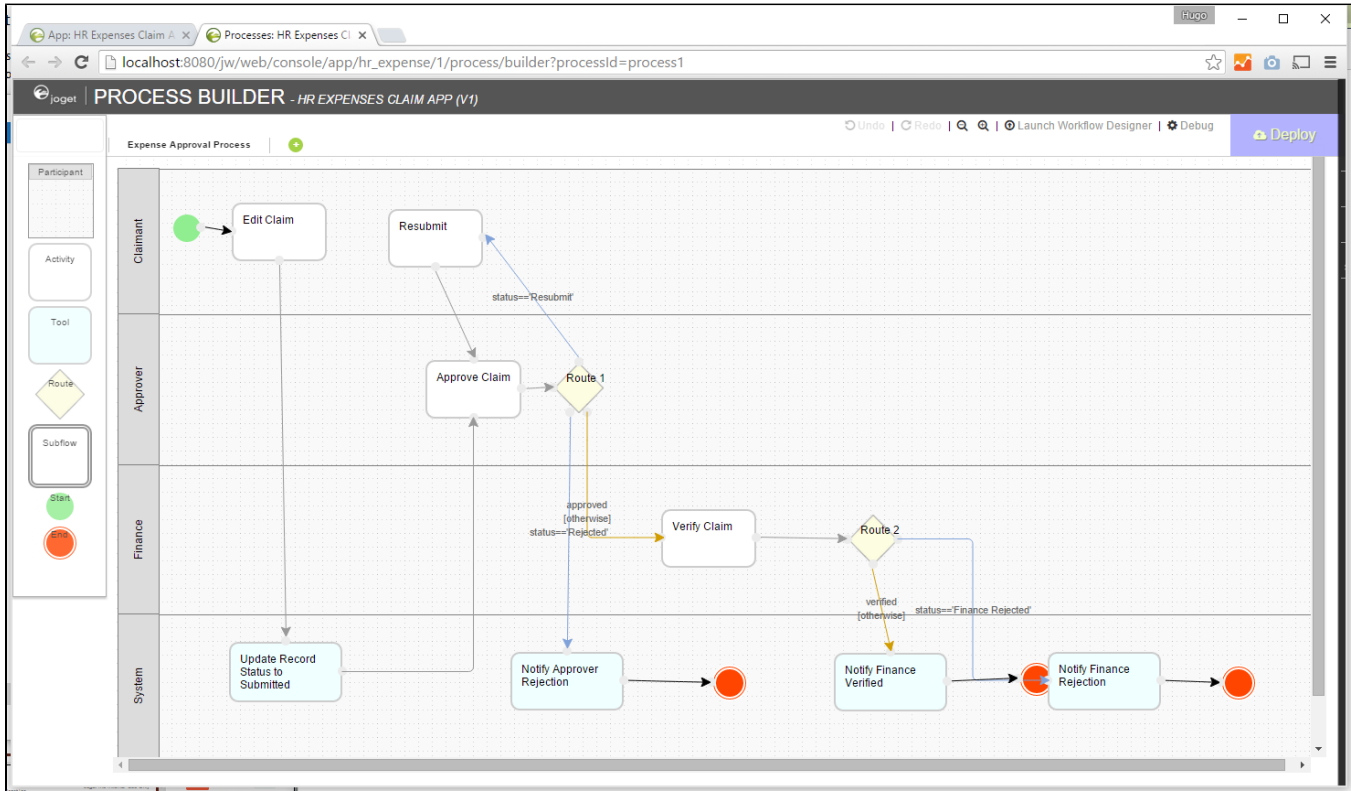 Hugo
App: HR Expenses Claim A
Processes: HR Expenses Cl
localhost:8080/jw/web/console/app/hr_expense/1/process/builder?processId=process1
joget | PROCESS BUILDER - HR EXPENSES CLAIM APP (V1)
Undo | Redo | | Launch Workflow Designer | Debug
Deploy
Expense Approval Process
Participant
Activity
Tool
Route
Subflow
Start
End
Claimant
Edit Claim
Resubmit
status=='Resubmit'
Approver
Approve Claim
Route 1
Finance
approved
[otherwise]
status=='Rejected'
Verify Claim
Route 2
verified
[otherwise]
status=='Finance Rejected'
System
Update Record
Status to
Submitted
Notify Approver
Rejection
Notify Finance
Verified
Notify Finance
Rejection